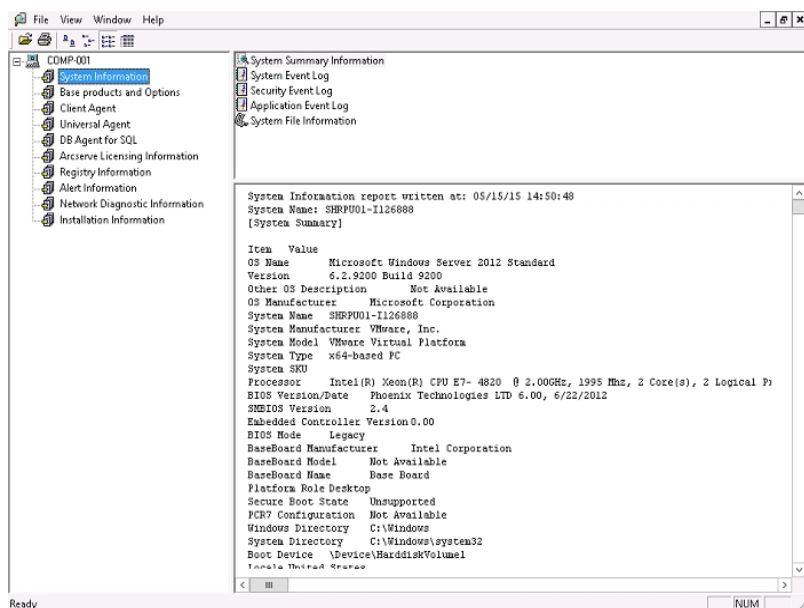 File View Window Help
COMP-001
System Information
Base products and Options
Client Agent
Universal Agent
DB Agent for SQL
Arcserve Licensing Information
Registry Information
Alert Information
Network Diagnostic Information
Installation Information
System Summary Information
System Event Log
Security Event Log
Application Event Log
System File Information
System Information report written at: 05/15/15 14:50:48
System Name: SHRPU01-I126888
[System Summary]
Item Value
OS Name Microsoft Windows Server 2012 Standard
Version 6.2.9200 Build 9200
Other OS Description Not Available
OS Manufacturer Microsoft Corporation
System Name SHRPU01-I126888
System Manufacturer VMware, Inc.
System Model VMware Virtual Platform
System Type x64-based PC
System SKU
Processor Intel(R) Xeon(R) CPU E7- 4820 @ 2.00GHz, 1995 Mhz, 2 Core(s), 2 Logical
BIOS Version/Date Phoenix Technologies LTD 6.00, 6/22/2012
SMBIOS Version 2.4
Embedded Controller Version 0.00
BIOS Mode Legacy
BaseBoard Manufacturer Intel Corporation
BaseBoard Model Not Available
BaseBoard Name Base Board
Platform Role Desktop
Secure Boot State Unsupported
PCR7 Configuration Not Available
Windows Directory C:\Windows
System Directory C:\Windows\system32
Boot Device \Device\HarddiskVolume1
Locale United States
Ready NUM